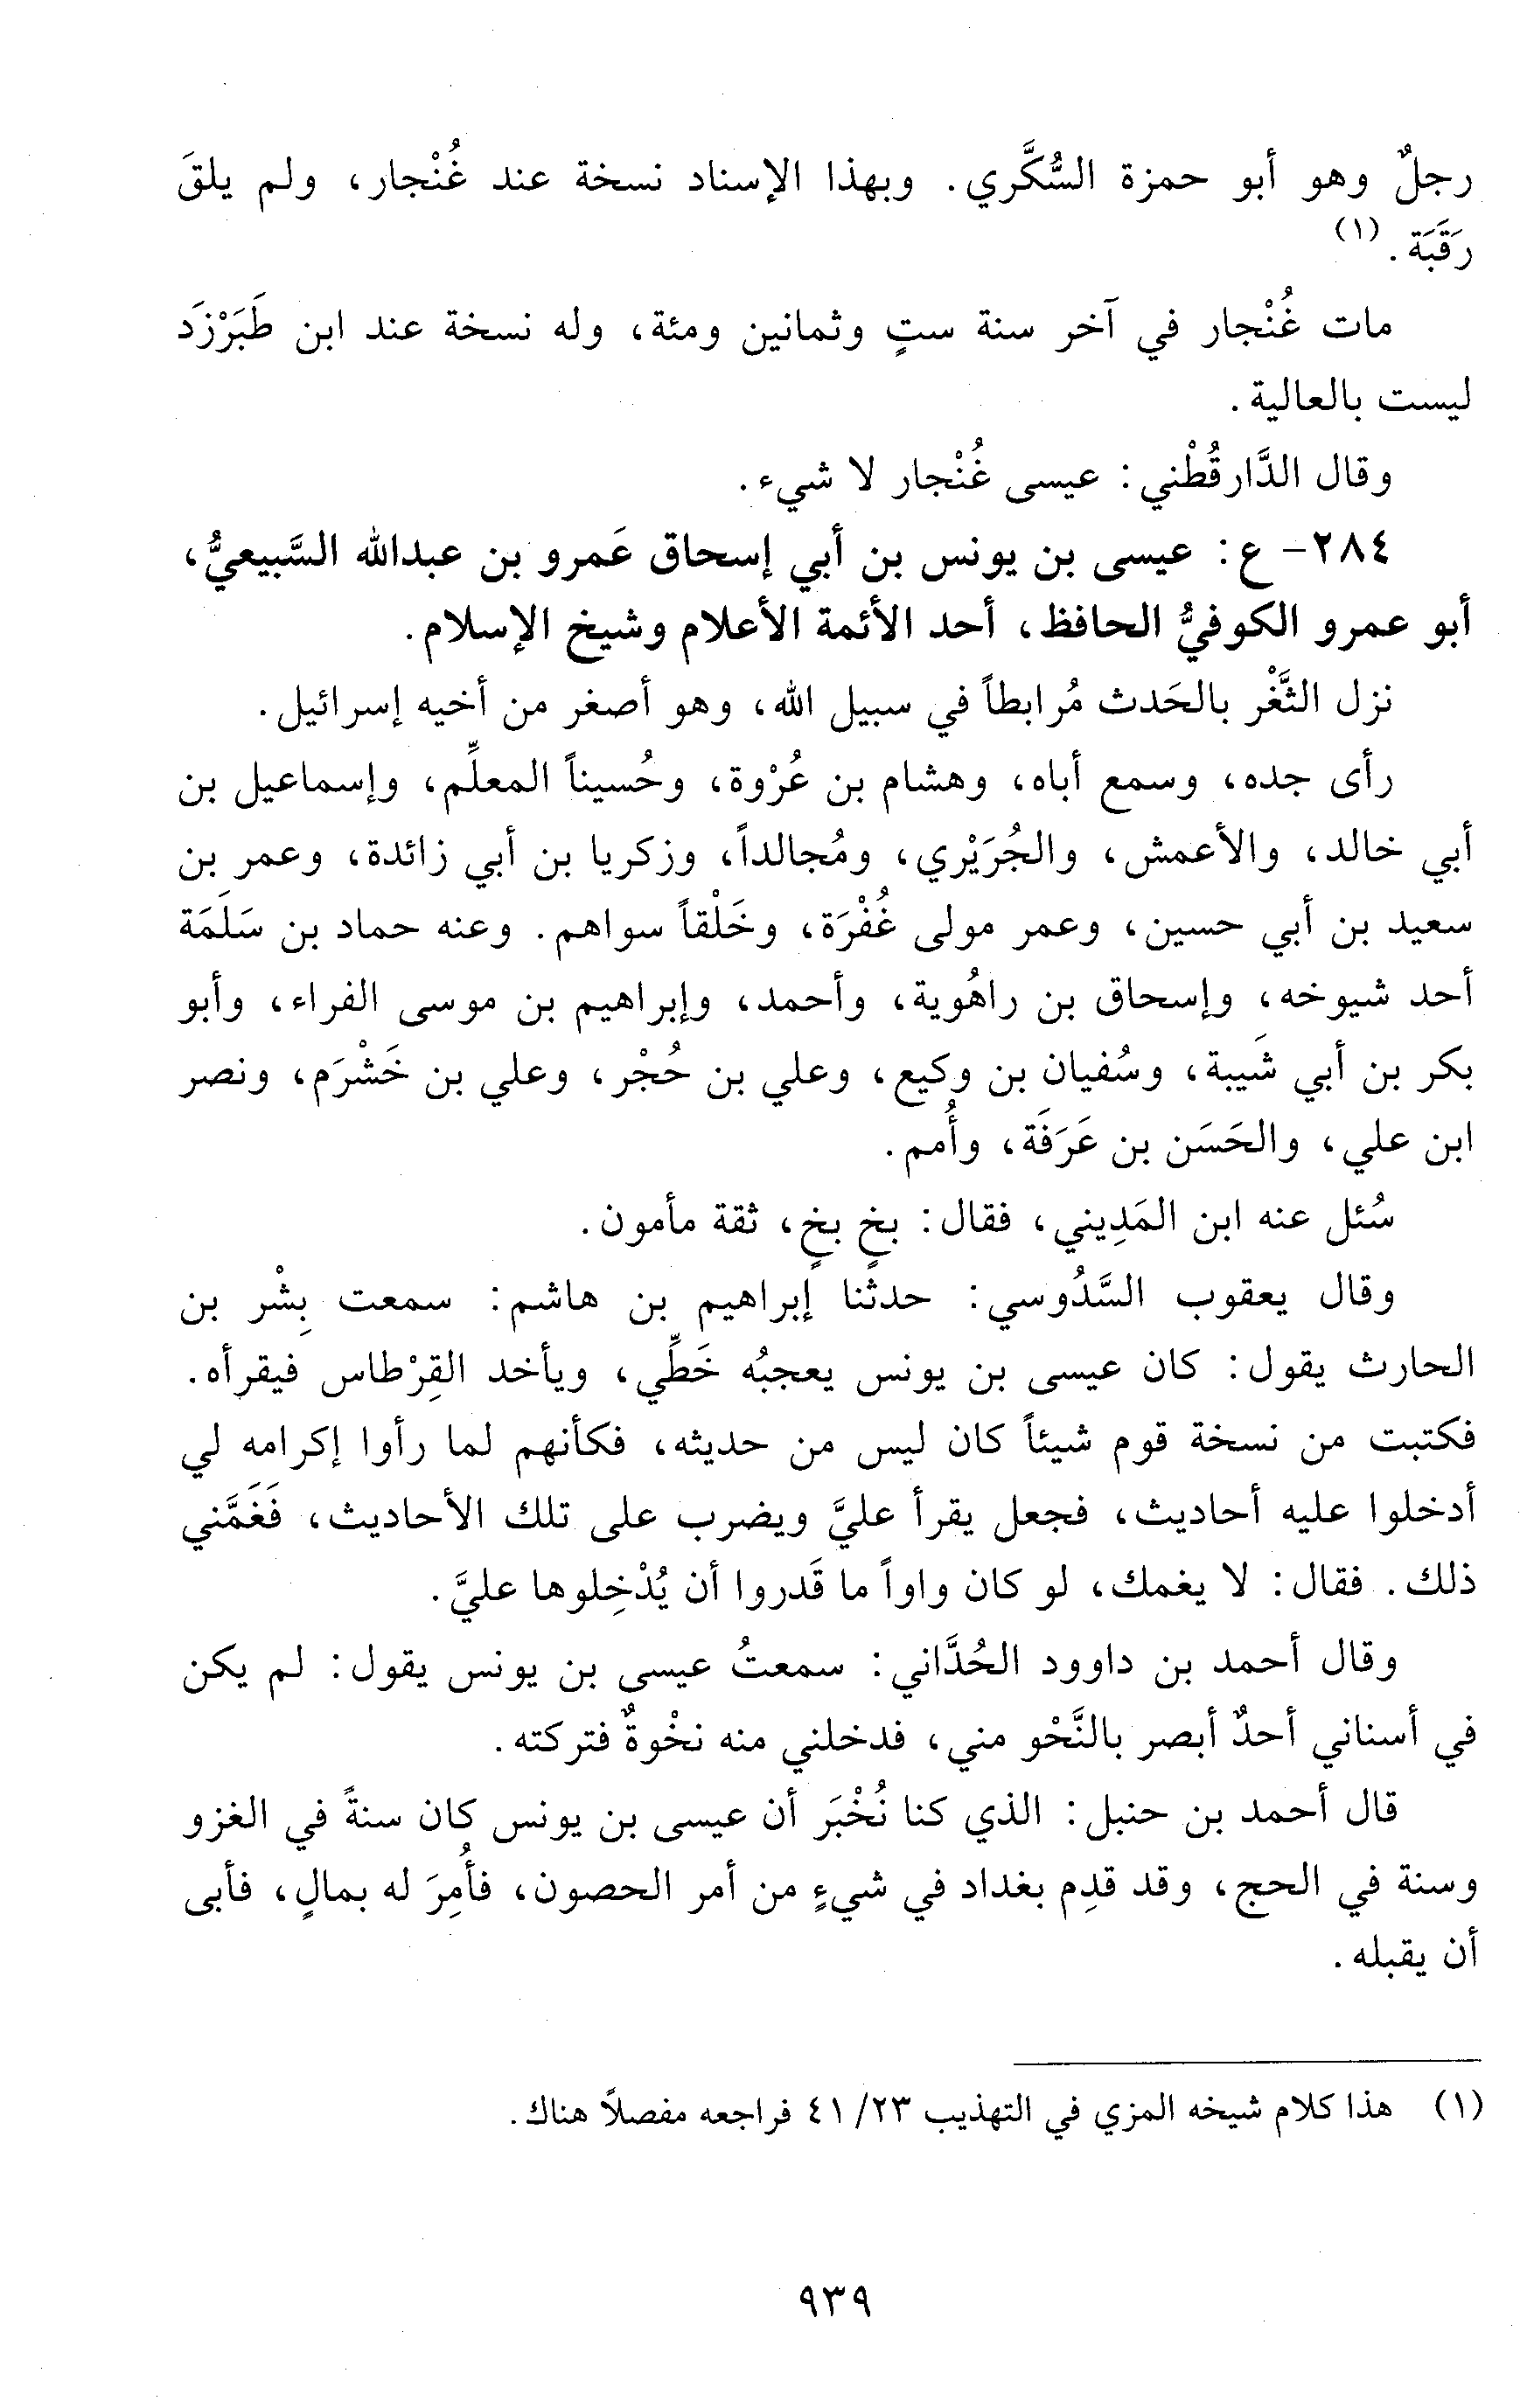 رجلٌ وهو أبو حمزة السُّكَّري. وبهذا الإسناد نسخة عند غُنْجار، ولم يلقَ
رَقَبَة.(١)
مات غُنْجار في آخر سنة ستٍ وثمانين ومئة، وله نسخة عند ابن طَبَرْزَد
ليست بالعالية.
وقال الدَّارقُطْني: عيسى غُنْجار لا شيء.
٢٨٤- ع: عيسى بن يونس بن أبي إسحاق عَمرو بن عبدالله السَّبيعيُّ،
أبو عمرو الكوفيُّ الحافظ، أحد الأئمة الأعلام وشيخ الإسلام.
نزل الثَّغْر بالحَدث مُرابطاً في سبيل الله، وهو أصغر من أخيه إسرائيل.
رأى جده، وسمع أباه، وهشام بن عُرْوة، وحُسيناً المعلِّم، وإسماعيل بن
أبي خالد، والأعمش، والجُرَيْري، ومُجالداً، وزكريا بن أبي زائدة، وعمر بن
سعيد بن أبي حسين، وعمر مولى غُفْرَة، وخَلْقاً سواهم. وعنه حماد بن سَلَمَة
أحد شيوخه، وإسحاق بن راهُوية، وأحمد، وإبراهيم بن موسى الفراء، وأبو
بكر بن أبي شَيبة، وسُفيان بن وكيع، وعلي بن حُجْر، وعلي بن خَشْرَم، ونصر
ابن علي، والحَسَن بن عَرَفَة، وأُمم.
سُئل عنه ابن المَدِيني، فقال: بخٍ بخٍ، ثقة مأمون.
وقال يعقوب السَّدُوسي: حدثنا إبراهيم بن هاشم: سمعت بِشْر بن
الحارث يقول: كان عيسى بن يونس يعجبُه خَطِّي، ويأخد القِرْطاس فيقرأه.
فكتبت من نسخة قوم شيئاً كان ليس من حديثه، فكأنهم لما رأوا إكرامه لي
أدخلوا عليه أحاديث، فجعل يقرأ عليَّ ويضرب على تلك الأحاديث، فَغَمَّني
ذلك. فقال: لا يغمك، لو كان واواً ما قَدروا أن يُدْخِلوها عليَّ.
وقال أحمد بن داوود الحُدَّاني: سمعتُ عيسى بن يونس يقول: لم يكن
في أسناني أحدٌ أبصر بالنَّحْو مني، فدخلني منه نخْوةٌ فتركته.
قال أحمد بن حنبل: الذي كنا نُخْبَر أن عيسى بن يونس كان سنةً في الغزو
وسنة في الحج، وقد قدِم بغداد في شيءٍ من أمر الحصون، فأُمِرَ له بمالٍ، فأبى
أن يقبله.
(١) هذا كلام شيخه المزي في التهذيب ٢٣/ ٤١ فراجعه مفصلاً هناك.
٩٣٩